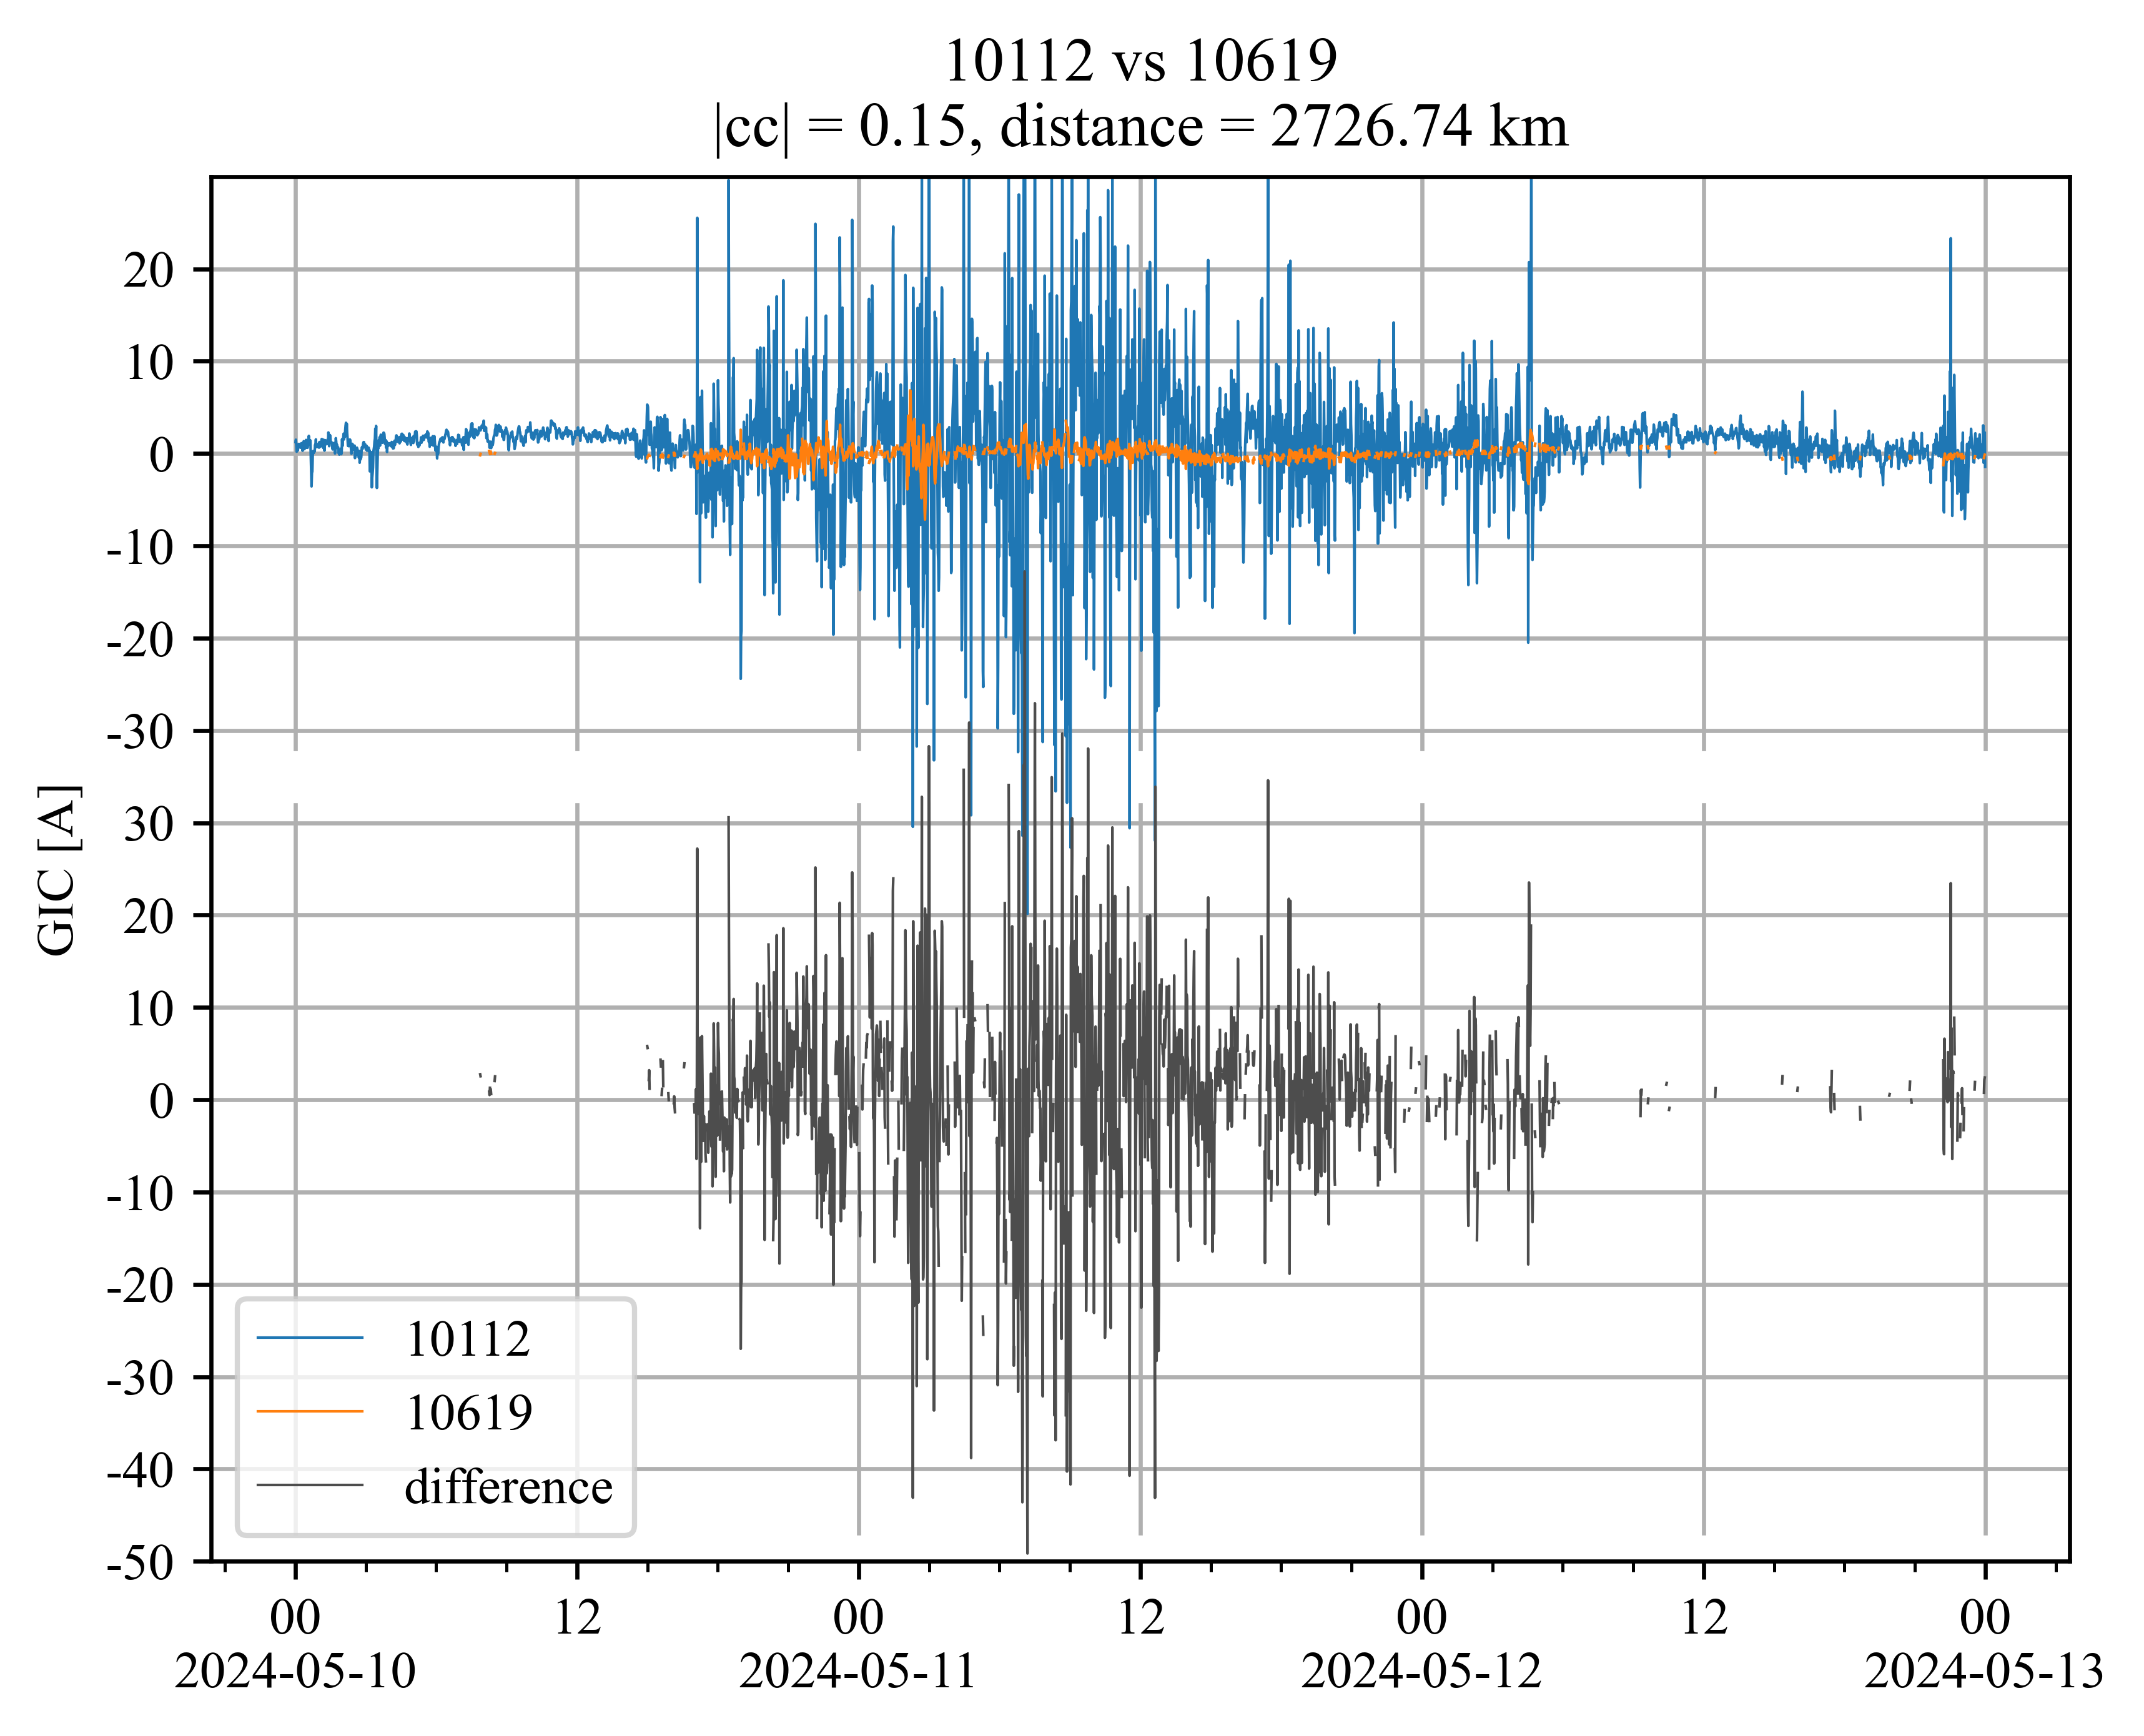 10112 vs 10619
|cc| = 0.15, distance = 2726.74 km
GIC [A]
20
10
0
-10
-20
-30
30
20
10
0
-10
-20
-30
-40
-50
10112
10619
difference
00 12 00 12 00 12 00
2024-05-10 2024-05-11 2024-05-12 2024-05-13